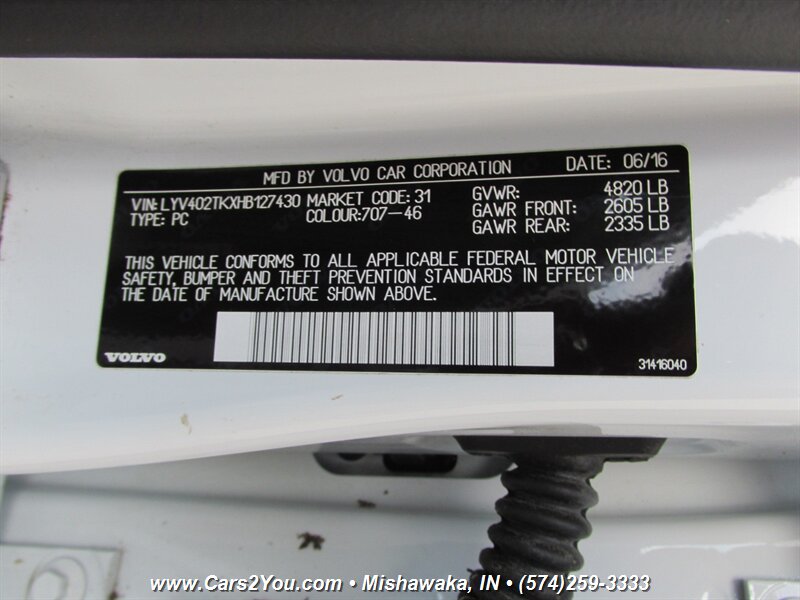 MFD BY VOLVO CAR CORPORATION DATE: 06/16
VIN: LYV402TKXHB127430 MARKET CODE: 31 GVWR: 4820 LB
TYPE: PC COLOUR:707-46 GAWR FRONT: 2605 LB
GAWR REAR: 2335 LB
THIS VEHICLE CONFORMS TO ALL APPLICABLE FEDERAL MOTOR VEHICLE
SAFETY, BUMPER AND THEFT PREVENTION STANDARDS IN EFFECT ON
THE DATE OF MANUFACTURE SHOWN ABOVE.
VOLVO 31416040
www.Cars2You.com • Mishawaka, IN • (574)259-3333